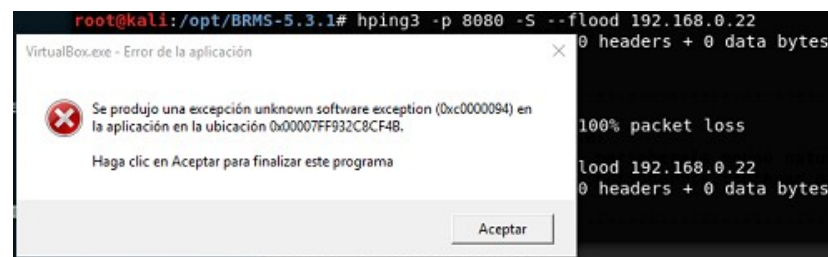 root@kali:/opt/BRMS-5.3.1# hping3 -p 8080 -S --flood 192.168.0.22
VirtualBox.exe - Error de la aplicación
0 headers + 0 data bytes
Se produjo una excepción unknown software exception (0xc0000094) en
la aplicación en la ubicación 0x00007FF932C8CF4B.
100% packet loss
Haga clic en Aceptar para finalizar este programa
lood 192.168.0.22
0 headers + 0 data bytes
Aceptar